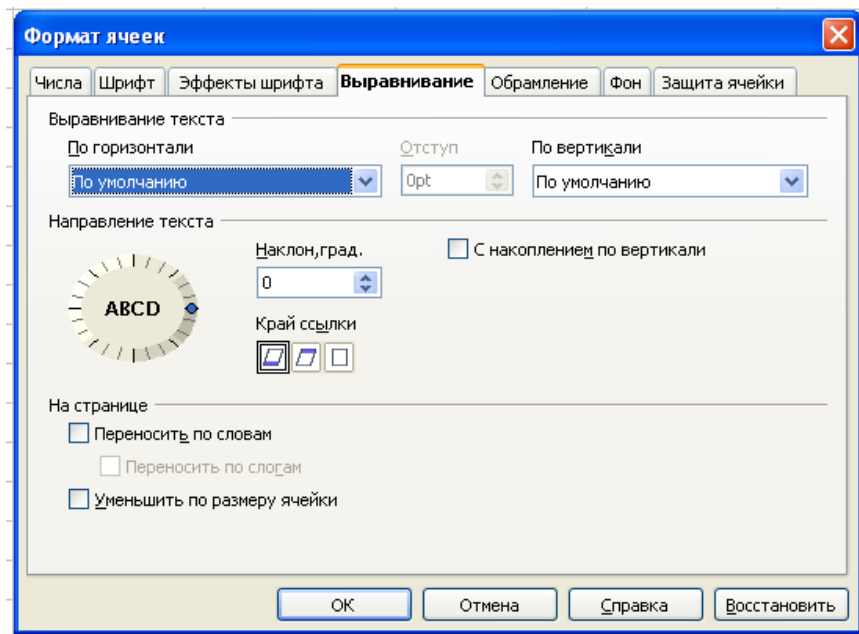 Формат ячеек
Числа Шрифт Эффекты шрифта Выравнивание Обрамление Фон Защита ячейки
Выравнивание текста
По горизонтали Отступ По вертикали
По умолчанию 0pt По умолчанию
Направление текста
Наклон,град. С накоплением по вертикали
0
ABCD
Край ссылки
На странице
Переносить по словам
Переносить по слогам
Уменьшить по размеру ячейки
ОК Отмена Справка Восстановить